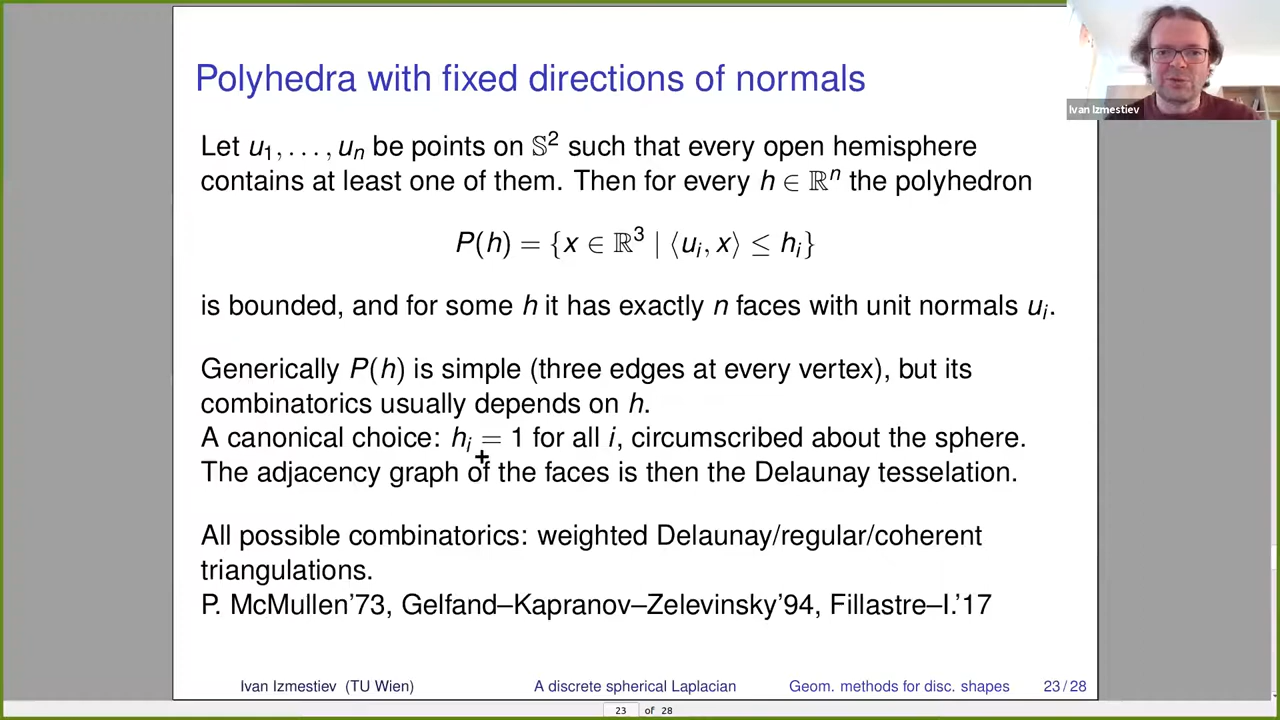 Polyhedra with fixed directions of normals
Ivan Izmestiev
Let u₁, . . . , uₙ be points on 𝕊² such that every open hemisphere
contains at least one of them. Then for every h ∈ ℝⁿ the polyhedron
P(h) = {x ∈ ℝ³ | ⟨uᵢ, x⟩ ≤ hᵢ}
is bounded, and for some h it has exactly n faces with unit normals uᵢ.
Generically P(h) is simple (three edges at every vertex), but its
combinatorics usually depends on h.
A canonical choice: hᵢ = 1 for all i, circumscribed about the sphere.
The adjacency graph of the faces is then the Delaunay tesselation.
All possible combinatorics: weighted Delaunay/regular/coherent
triangulations.
P. McMullen'73, Gelfand–Kapranov–Zelevinsky'94, Fillastre–I.'17
Ivan Izmestiev (TU Wien) A discrete spherical Laplacian Geom. methods for disc. shapes 23 / 28
23 of 28